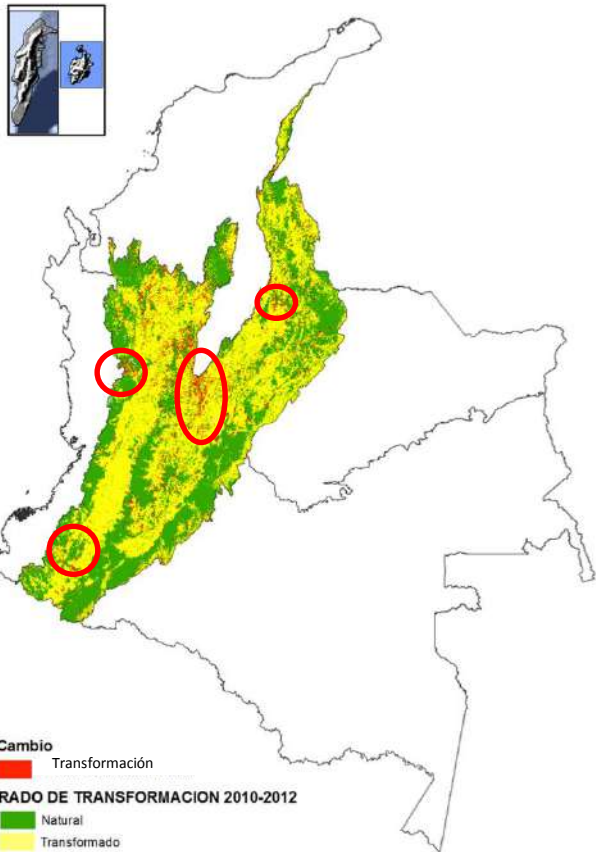 Cambio
Transformación
RADO DE TRANSFORMACION 2010-2012
Natural
Transformado